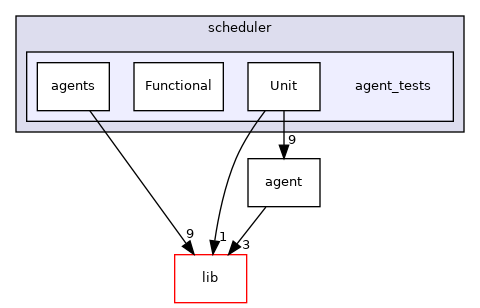 scheduler
agents
Functional
Unit
agent_tests
9
agent
9
1
3
lib